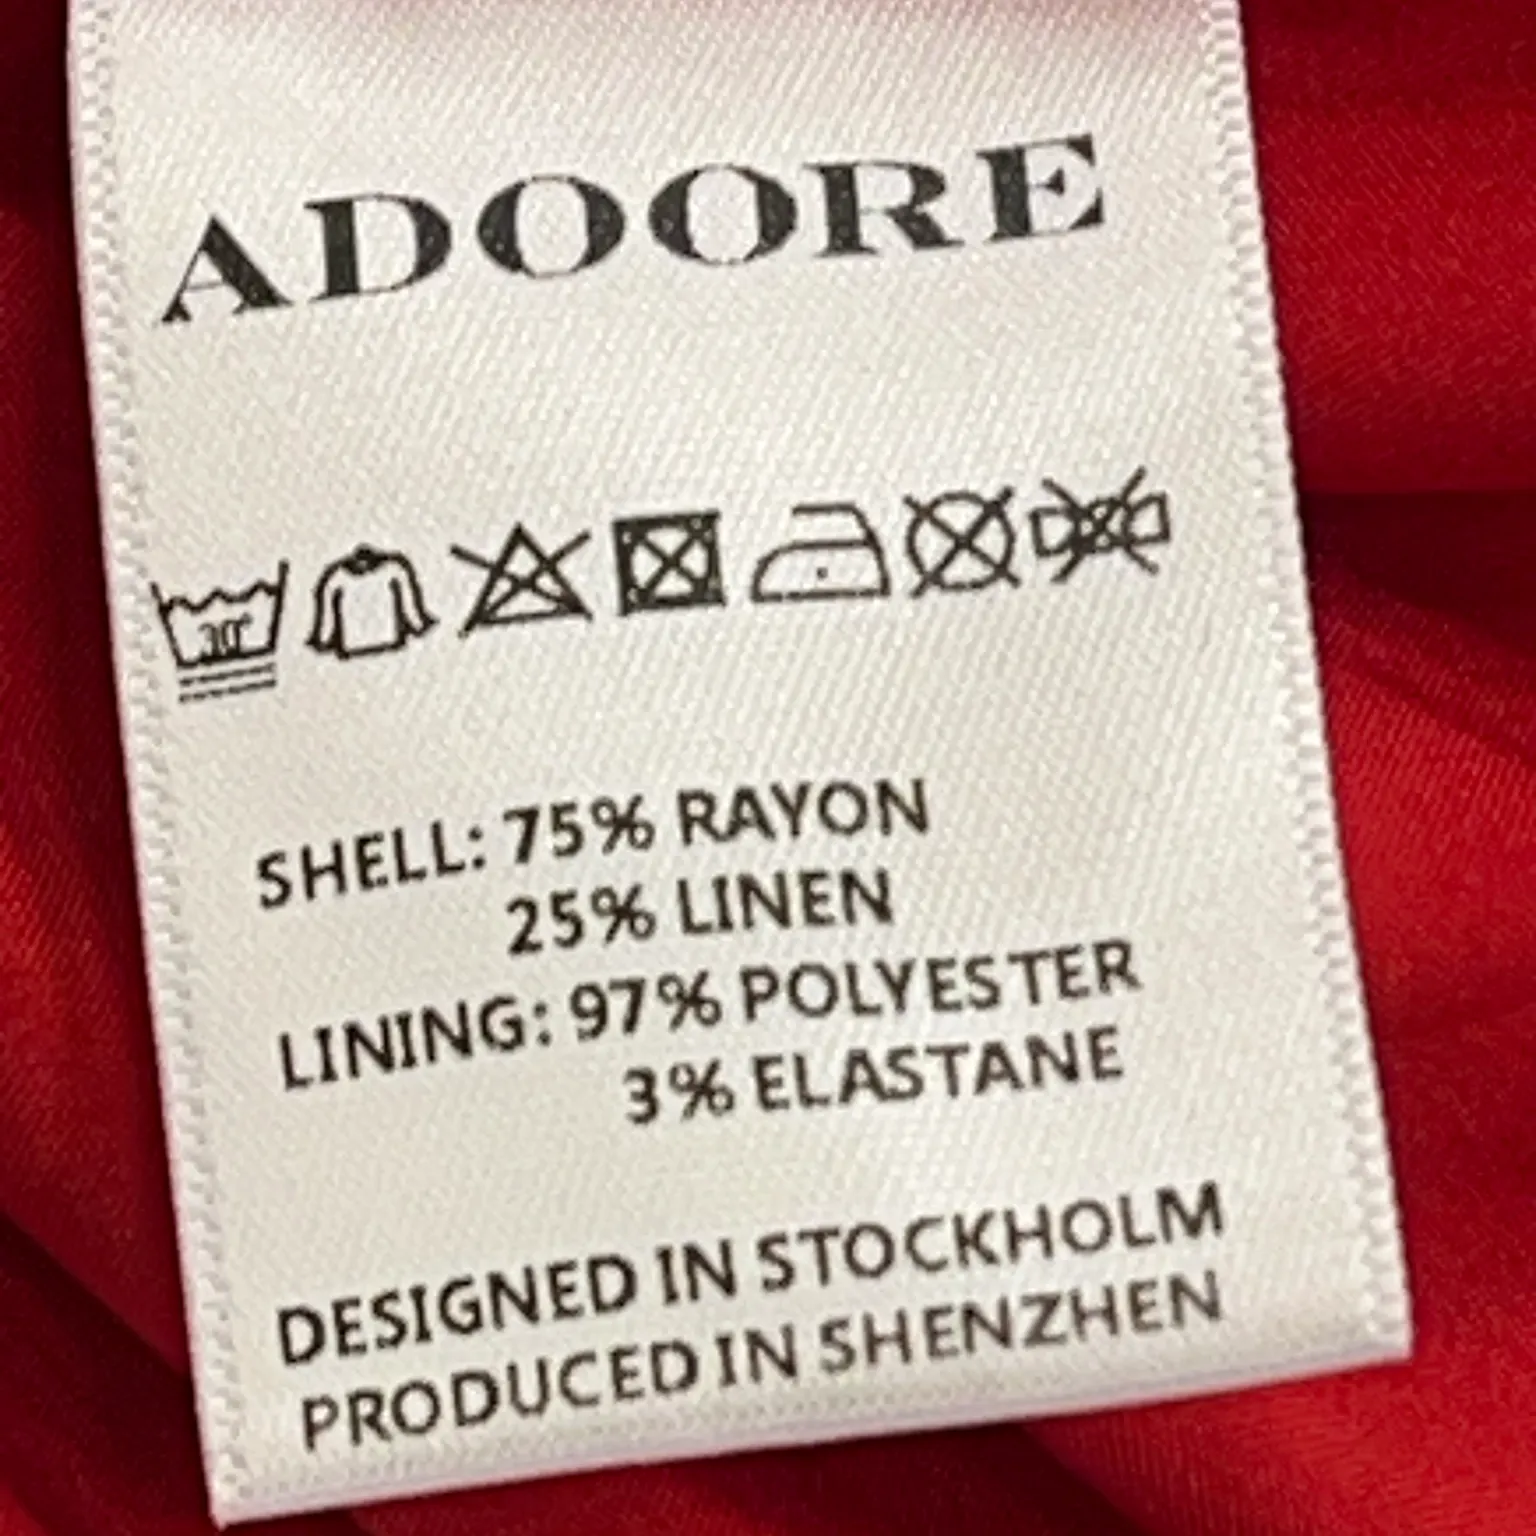 ADOORE
30°
SHELL: 75% RAYON
25% LINEN
LINING: 97% POLYESTER
3% ELASTANE
DESIGNED IN STOCKHOLM
PRODUCED IN SHENZHEN